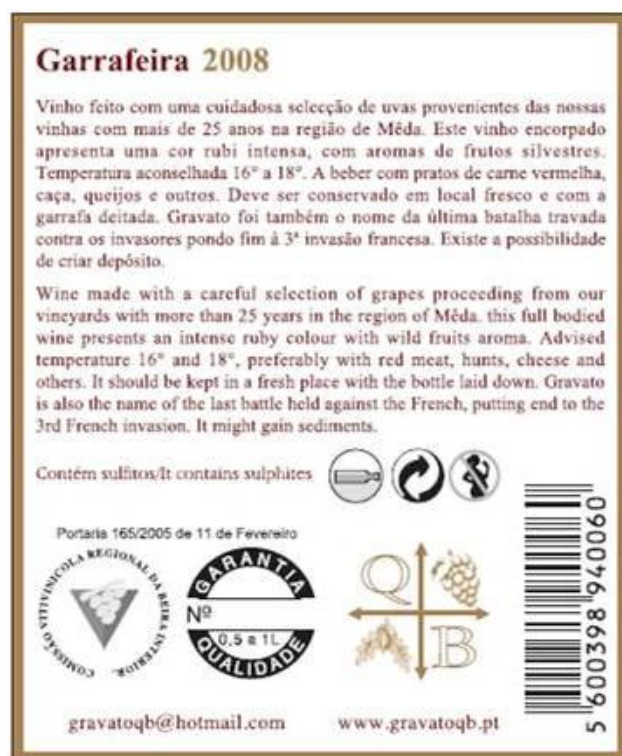 Garrafeira 2008
Vinho feito com uma cuidadosa selecção de uvas provenientes das nossas
vinhas com mais de 25 anos na região de Mêda. Este vinho encorpado
apresenta uma cor rubi intensa, com aromas de frutos silvestres.
Temperatura aconselhada 16° a 18°. A beber com pratos de carne vermelha,
caça, queijos e outros. Deve ser conservado em local fresco e com a
garrafa deitada. Gravato foi também o nome da última batalha travada
contra os invasores pondo fim à 3ª invasão francesa. Existe a possibilidade
de criar depósito.
Wine made with a careful selection of grapes proceeding from our
vineyards with more than 25 years in the region of Mêda. this full bodied
wine presents an intense ruby colour with wild fruits aroma. Advised
temperature 16° and 18°, preferably with red meat, hunts, cheese and
others. It should be kept in a fresh place with the bottle laid down. Gravato
is also the name of the last battle held against the French, putting end to the
3rd French invasion. It might gain sediments.
Contém sulfitos/It contains sulphites
Portaria 165/2005 de 11 de Fevereiro
COMISSÃO VITIVINÍCOLA REGIONAL DA BEIRA INTERIOR
GARANTIA
Nº
0,5 a 1L
QUALIDADE
Q
B
5 600398 940060
gravatoqb@hotmail.com
www.gravatoqb.pt